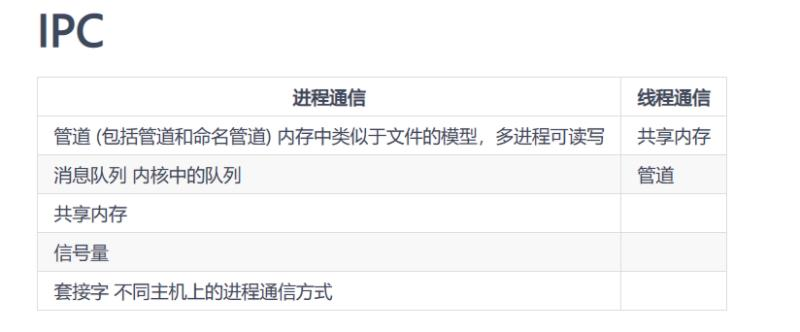 IPC
进程通信 线程通信
管道 (包括管道和命名管道) 内存中类似于文件的模型，多进程可读写 共享内存
消息队列 内核中的队列 管道
共享内存
信号量
套接字 不同主机上的进程通信方式